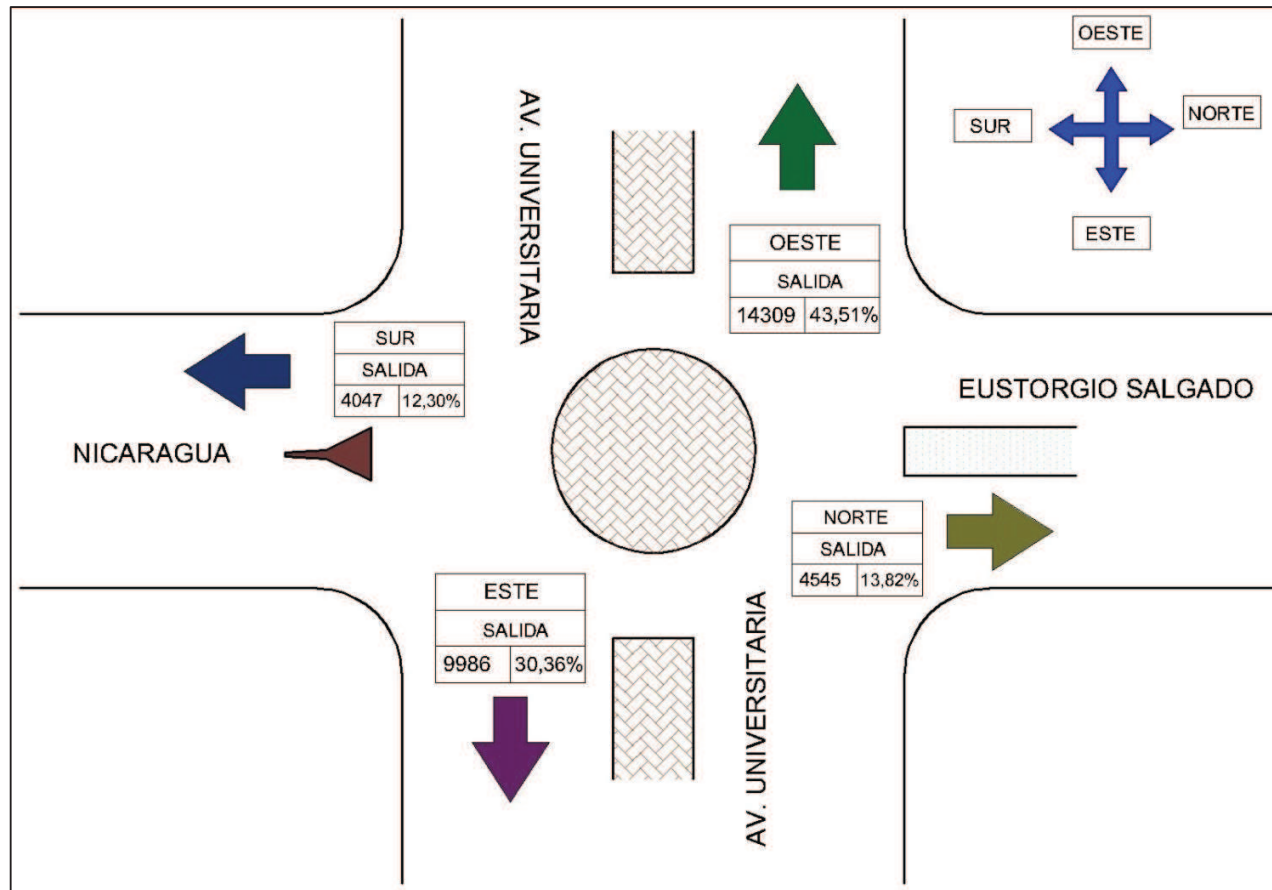 OESTE
SUR
NORTE
ESTE
AV. UNIVERSITARIA
OESTE
SALIDA
14309 43,51%
SUR
SALIDA
4047 12,30%
NICARAGUA
EUSTORGIO SALGADO
NORTE
SALIDA
4545 13,82%
ESTE
SALIDA
9986 30,36%
AV. UNIVERSITARIA